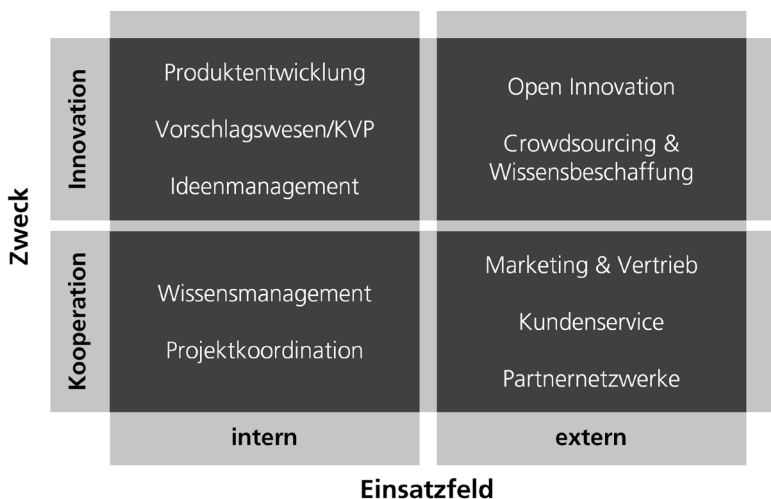 Zweck
Innovation
Produktentwicklung
Vorschlagswesen/KVP
Ideenmanagement
Open Innovation
Crowdsourcing &
Wissensbeschaffung
Kooperation
Wissensmanagement
Projektkoordination
Marketing & Vertrieb
Kundenservice
Partnernetzwerke
intern
extern
Einsatzfeld